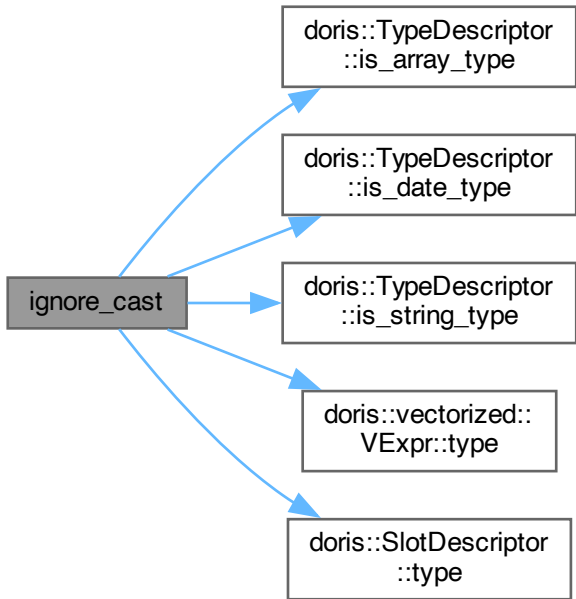 doris::TypeDescriptor
::is_array_type
doris::TypeDescriptor
::is_date_type
ignore_cast
doris::TypeDescriptor
::is_string_type
doris::vectorized::
VExpr::type
doris::SlotDescriptor
::type